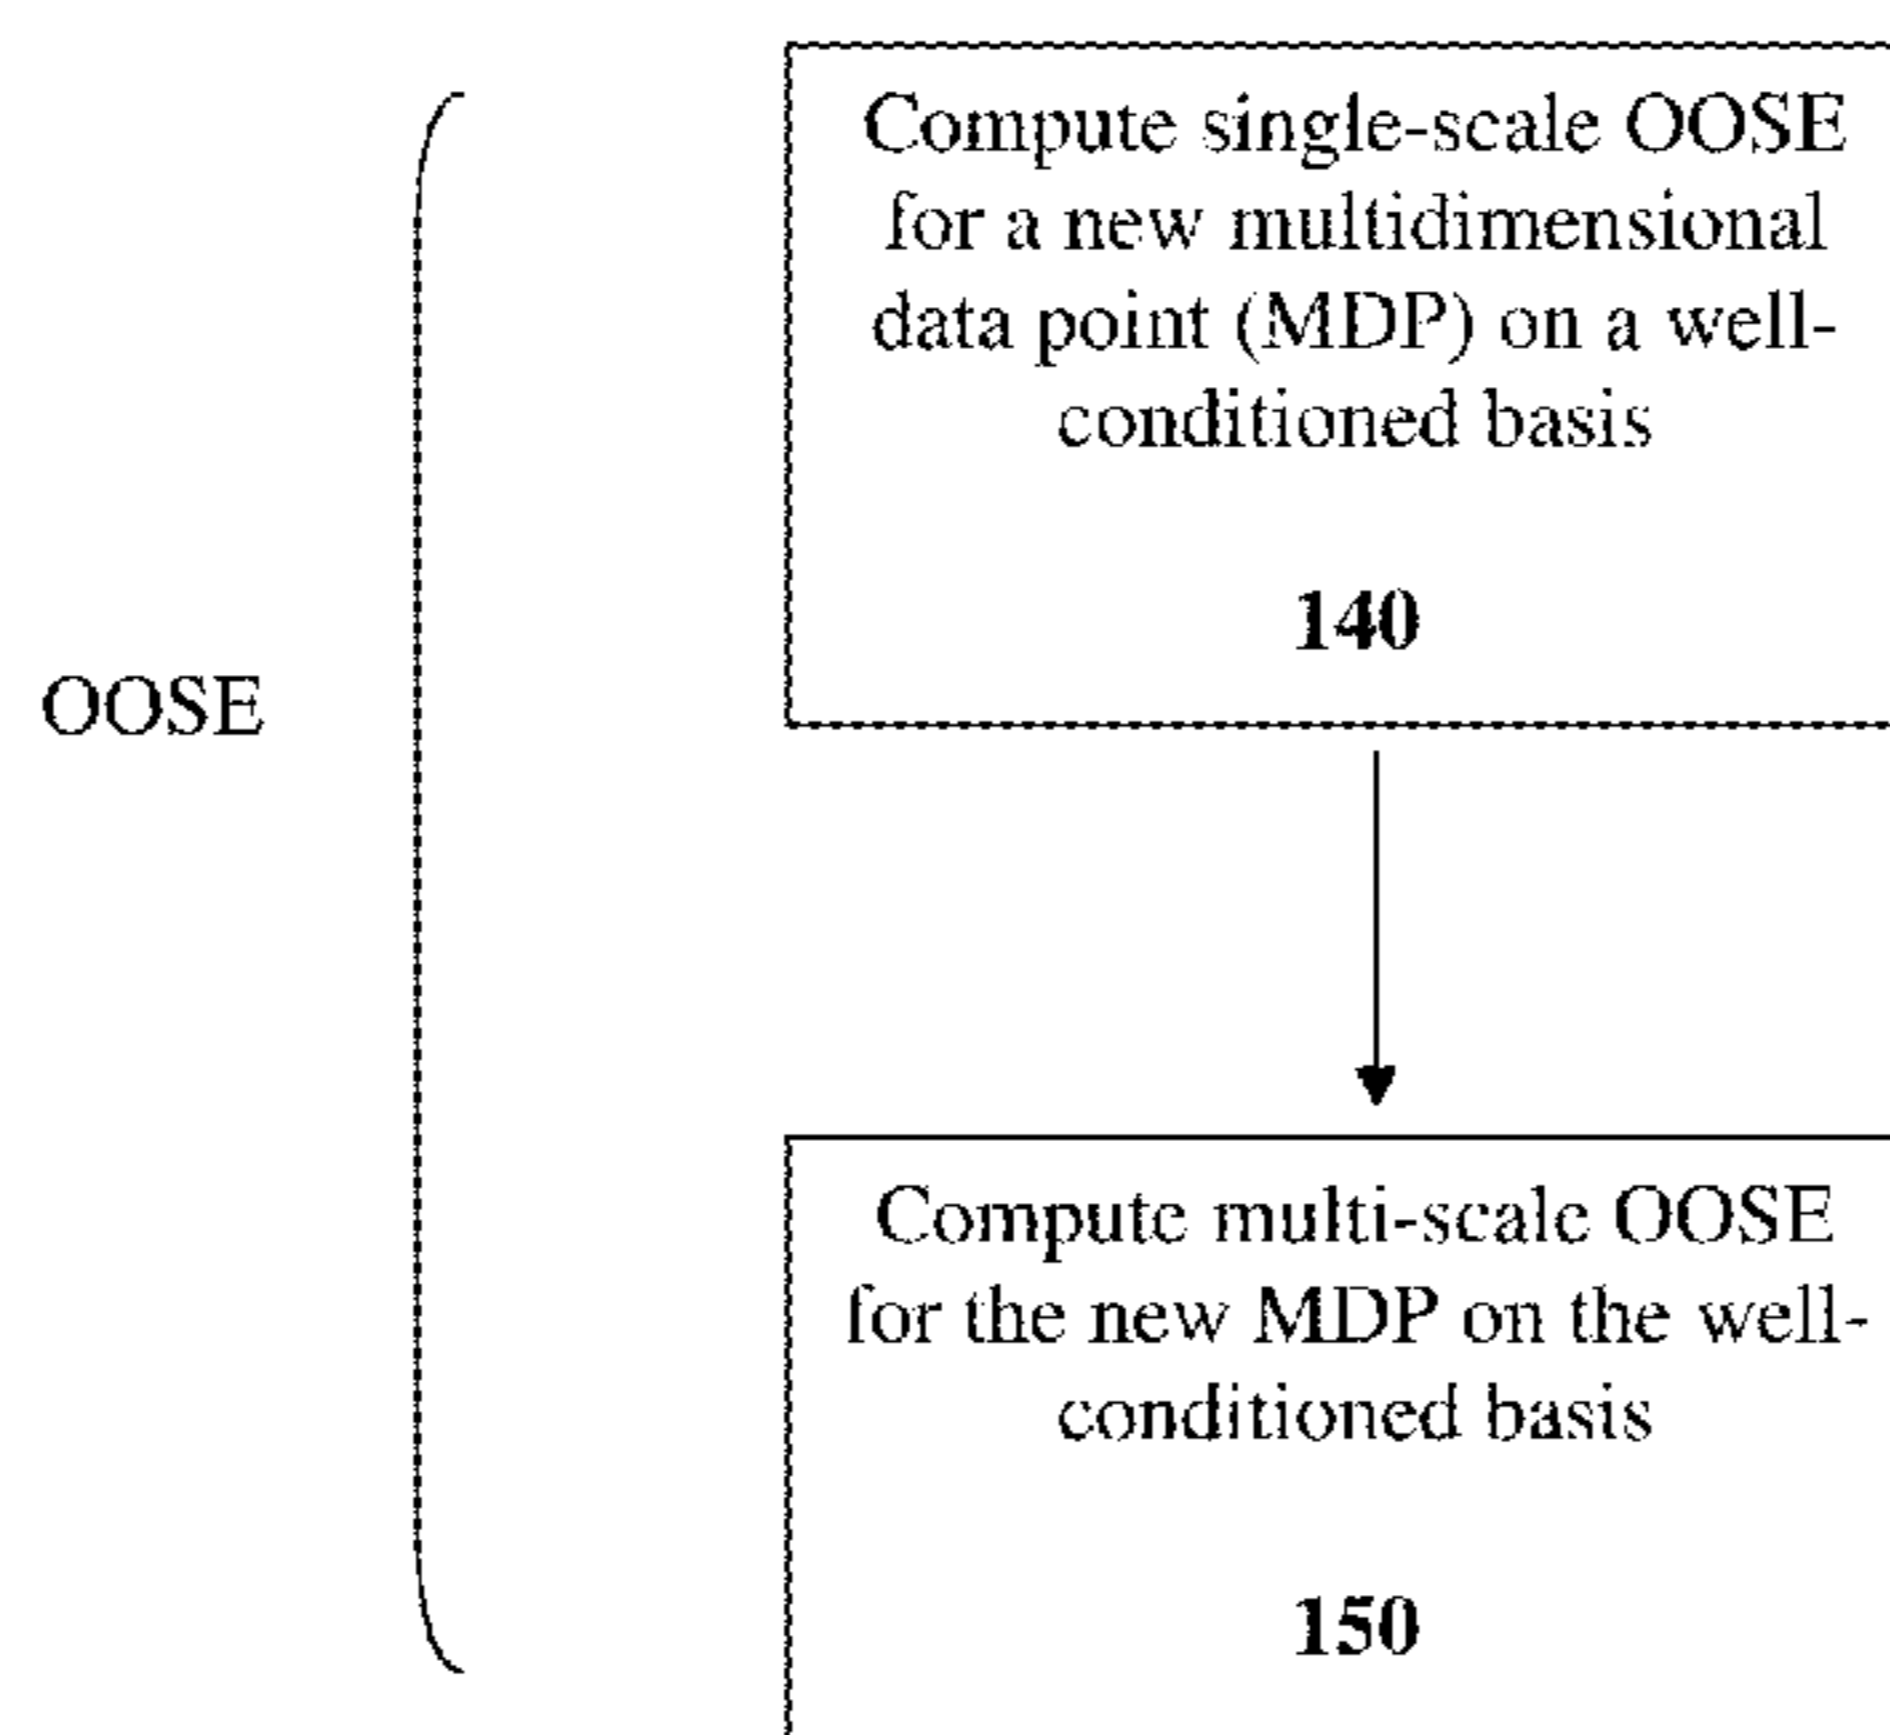 Compute single-scale OOSE
for a new multidimensional
data point (MDP) on a well-
conditioned basis
140
OOSE
Compute multi-scale OOSE
for the new MDP on the well-
conditioned basis
150